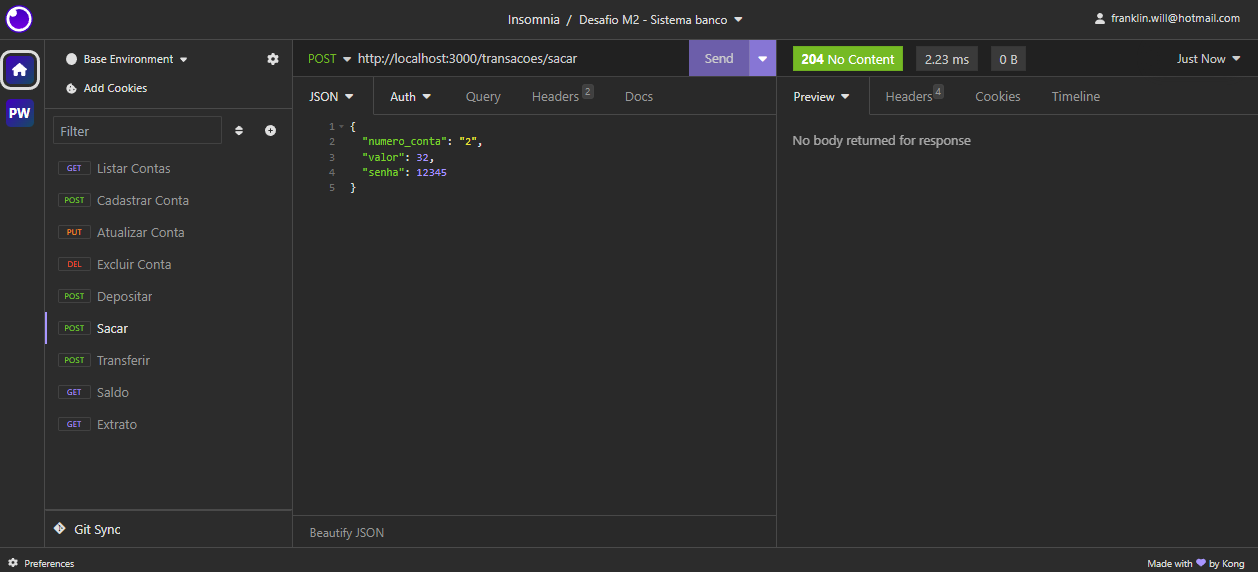 Insomnia / Desafio M2 - Sistema banco
franklin.will@hotmail.com
PW
Base Environment
Add Cookies
Filter
GET Listar Contas
POST Cadastrar Conta
PUT Atualizar Conta
DEL Excluir Conta
POST Depositar
POST Sacar
POST Transferir
GET Saldo
GET Extrato
Git Sync
POST http://localhost:3000/transacoes/sacar Send
JSON Auth Query Headers 2 Docs
1 {
2 "numero_conta": "2",
3 "valor": 32,
4 "senha": 12345
5 }
Beautify JSON
204 No Content 2.23 ms 0 B Just Now
Preview Headers 4 Cookies Timeline
No body returned for response
Preferences
Made with by Kong